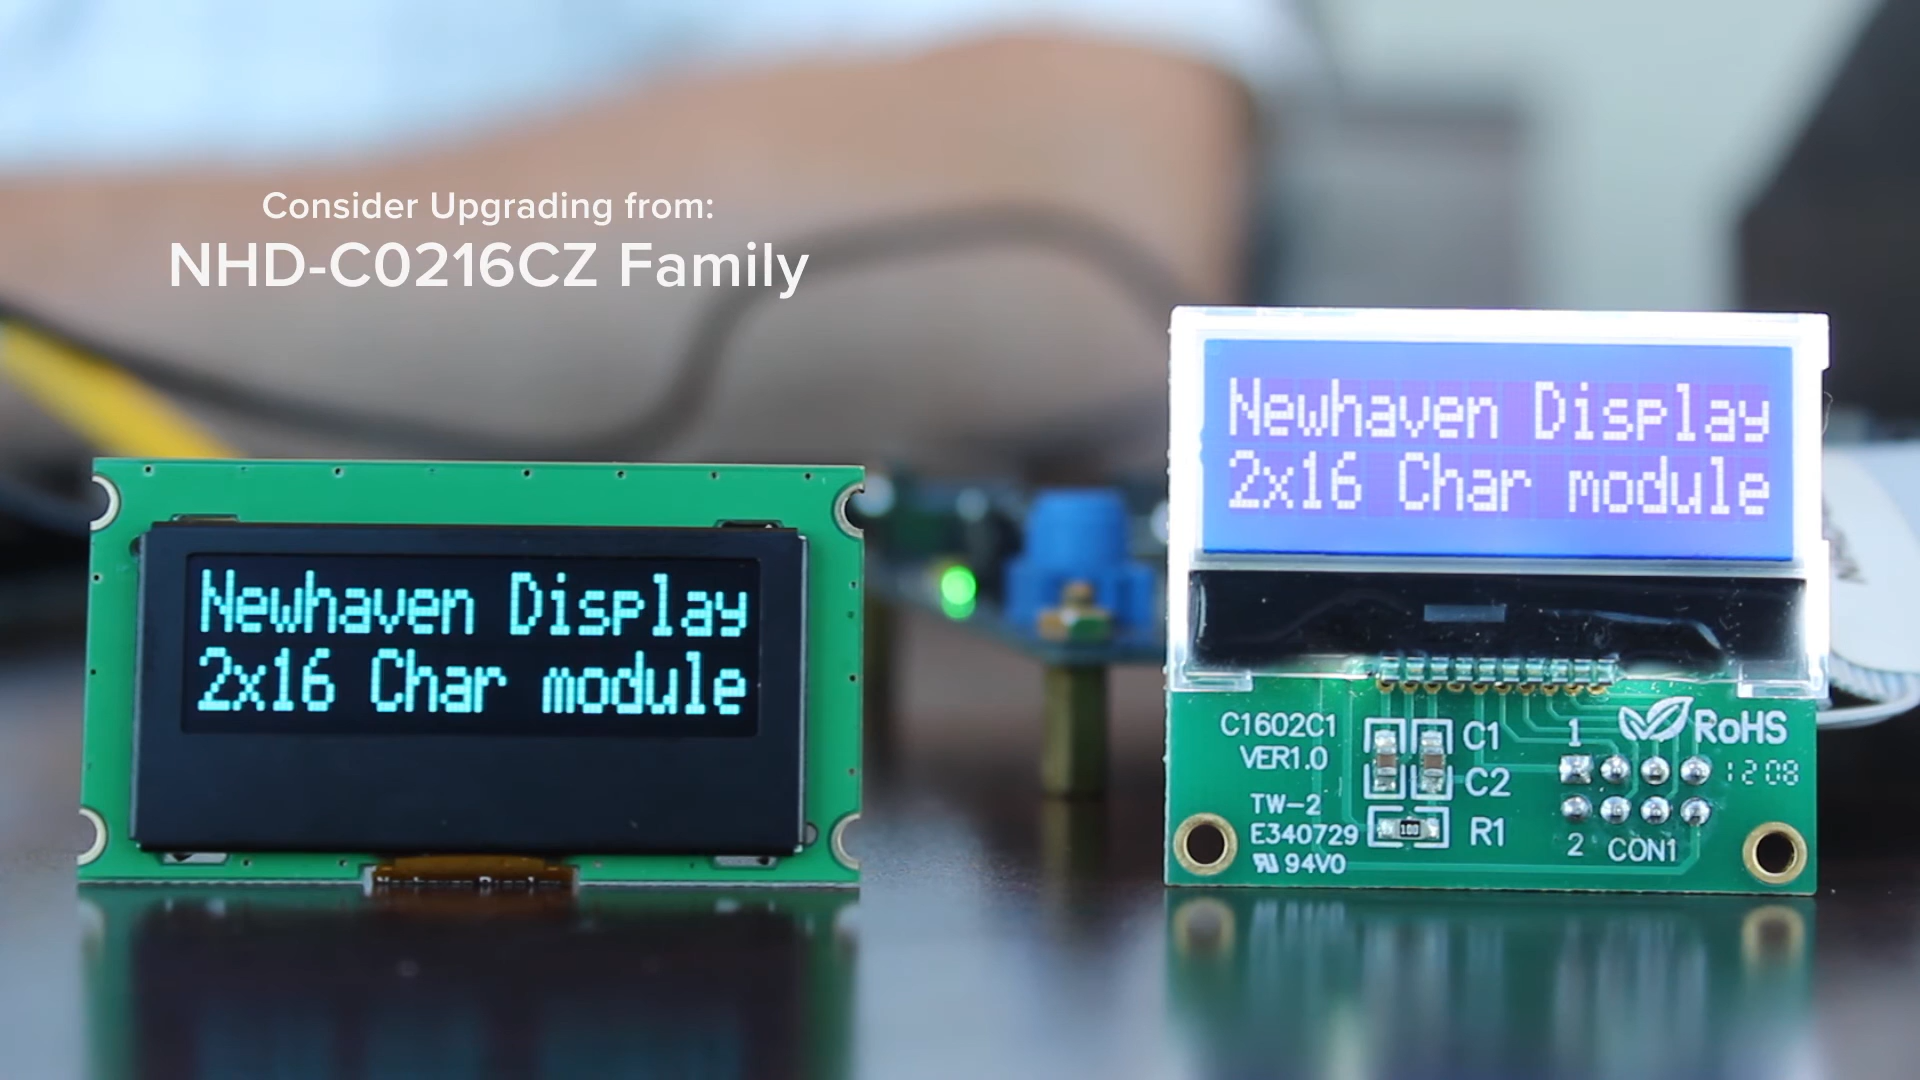 Consider Upgrading from:
NHD-C0216CZ Family
Newhaven Display
2x16 Char module
Newhaven Display
2x16 Char module
C1602C1
VER1.0
TW-2
E340729
94V0
C1
C2
100
R1
1
2
CON1
RoHS
1208